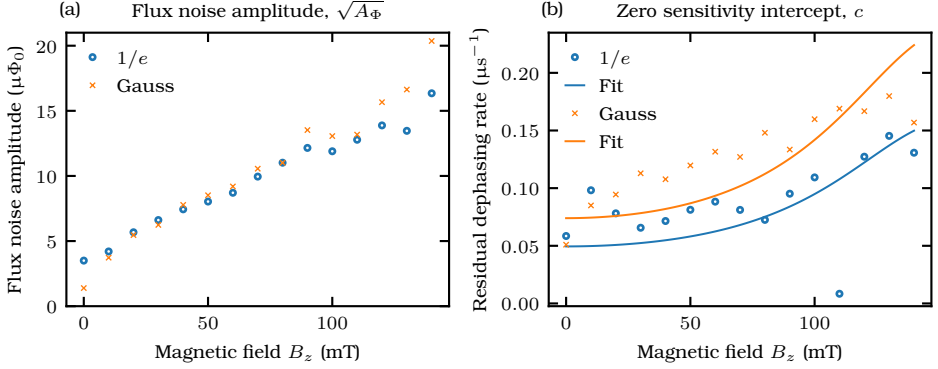 (a) Flux noise amplitude, √A_Φ
Flux noise amplitude (μΦ₀)
20
15
10
5
0
1/e
Gauss
0 50 100
Magnetic field B_z (mT)
(b) Zero sensitivity intercept, c
Residual dephasing rate (μs⁻¹)
0.20
0.15
0.10
0.05
0.00
1/e
Fit
Gauss
Fit
0 50 100
Magnetic field B_z (mT)